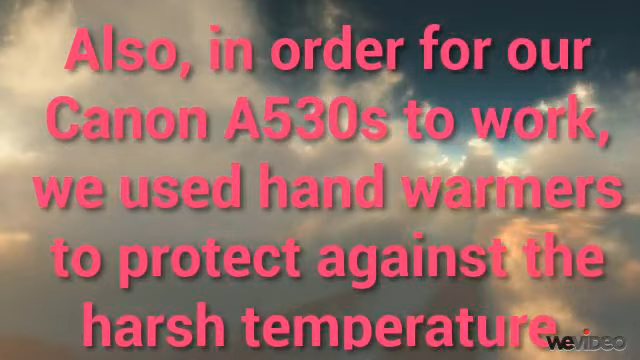 Also, in order for our
Canon A530s to work,
we used hand warmers
to protect against the
harsh temperature
WEVIDEO